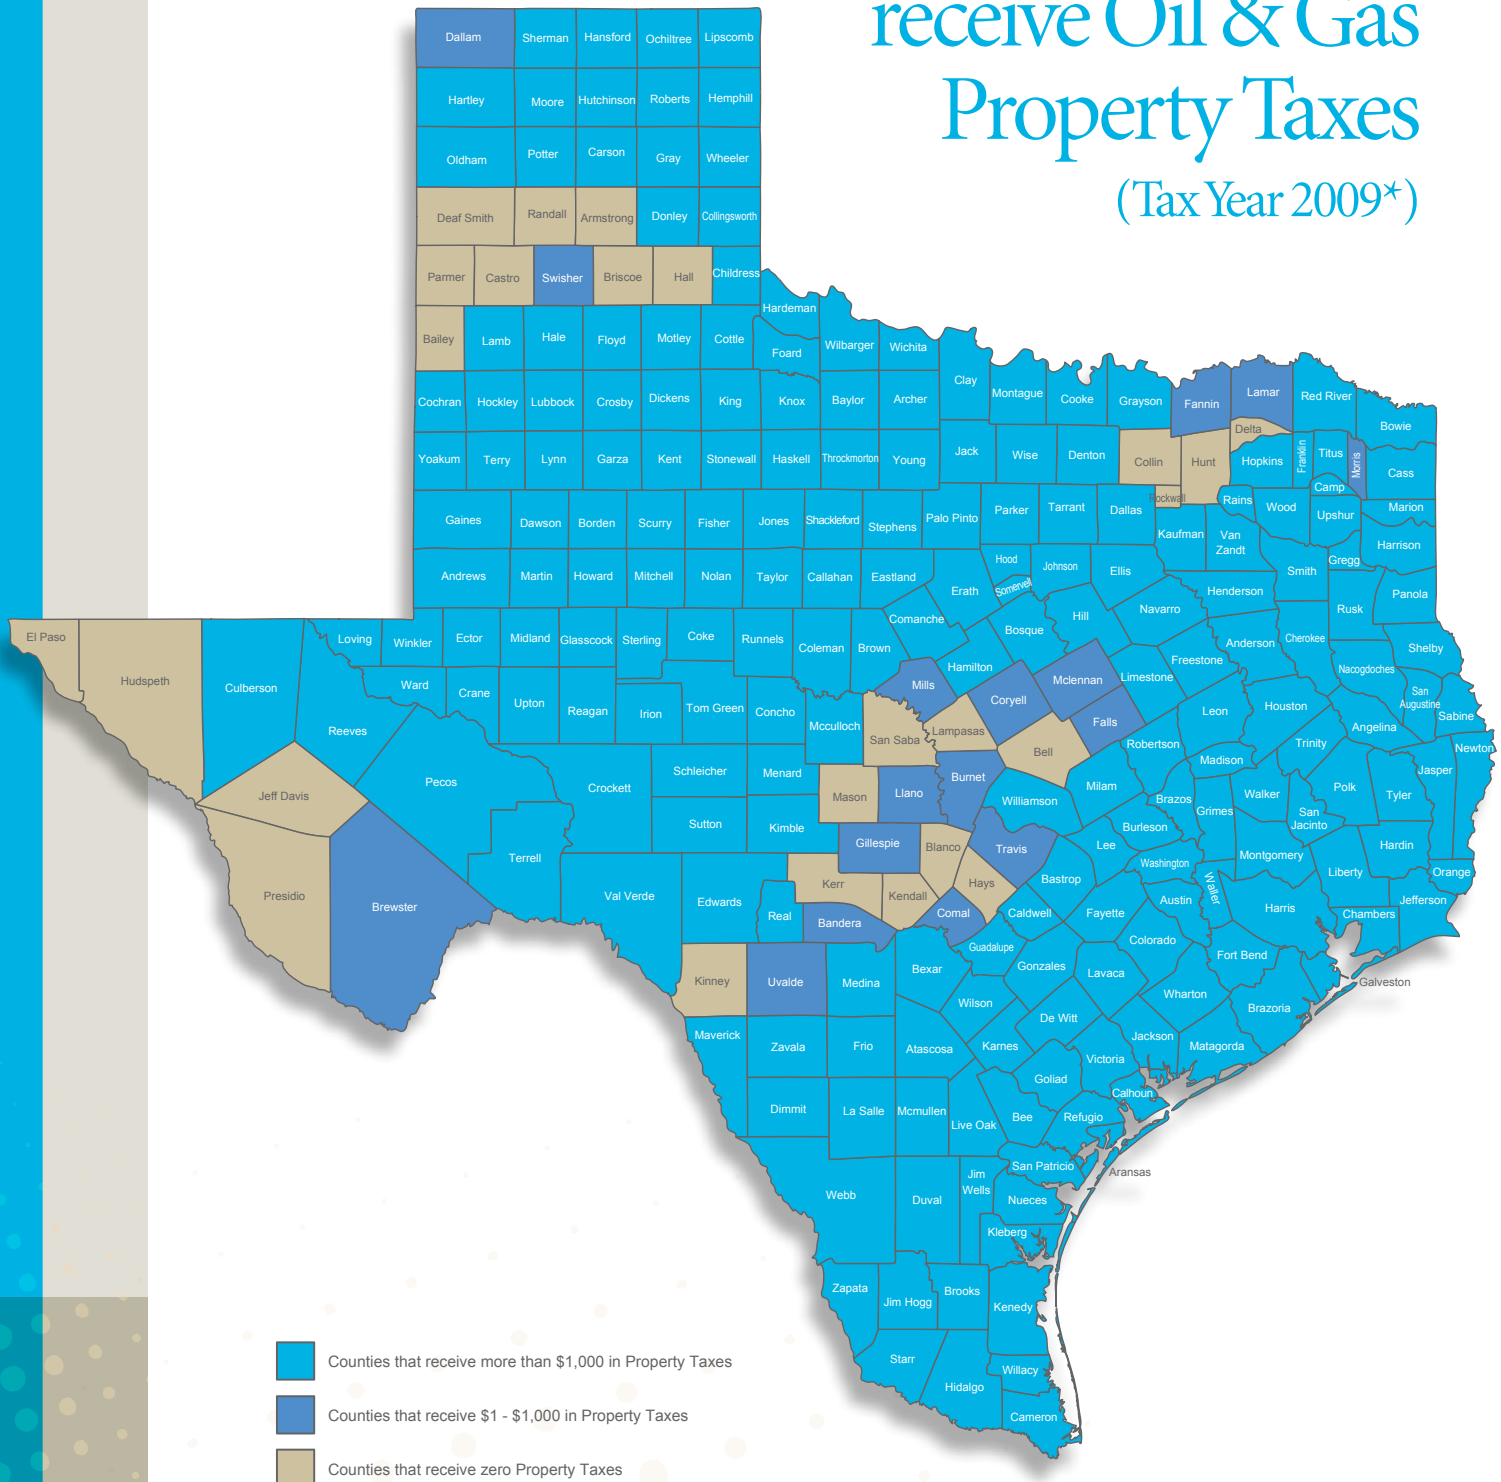 receive Oil & Gas
Property Taxes
(Tax Year 2009*)
Dallam
Sherman
Hansford
Ochiltree
Lipscomb
Hartley
Moore
Hutchinson
Roberts
Hemphill
Oldham
Potter
Carson
Gray
Wheeler
Deaf Smith
Randall
Armstrong
Donley
Collingsworth
Parmer
Castro
Swisher
Briscoe
Hall
Childress
Hardeman
Bailey
Lamb
Hale
Floyd
Motley
Cottle
Foard
Wilbarger
Wichita
Clay
Montague
Cooke
Grayson
Fannin
Lamar
Red River
Bowie
Cochran
Hockley
Lubbock
Crosby
Dickens
King
Knox
Baylor
Archer
Delta
Yoakum
Terry
Lynn
Garza
Kent
Stonewall
Haskell
Throckmorton
Young
Jack
Wise
Denton
Collin
Hunt
Hopkins
Franklin
Titus
Morris
Cass
Camp
Rockwall
Rains
Wood
Upshur
Marion
Gaines
Dawson
Borden
Scurry
Fisher
Jones
Shackleford
Stephens
Palo Pinto
Parker
Tarrant
Dallas
Kaufman
Van
Zandt
Gregg
Harrison
Andrews
Martin
Howard
Mitchell
Nolan
Taylor
Callahan
Eastland
Erath
Hood
Somervell
Johnson
Ellis
Henderson
Smith
Rusk
Panola
El Paso
Hudspeth
Culberson
Loving
Winkler
Ector
Midland
Glasscock
Sterling
Coke
Runnels
Coleman
Brown
Comanche
Hamilton
Bosque
Hill
Navarro
Freestone
Anderson
Cherokee
Nacogdoches
Shelby
San
Augustine
Sabine
Reeves
Ward
Crane
Upton
Reagan
Irion
Tom Green
Concho
Mcculloch
San Saba
Mills
Lampasas
Coryell
Mclennan
Limestone
Falls
Bell
Robertson
Leon
Houston
Angelina
Trinity
Madison
Newton
Jasper
Jeff Davis
Pecos
Crockett
Schleicher
Menard
Mason
Llano
Burnet
Williamson
Milam
Brazos
Grimes
Walker
San
Jacinto
Polk
Tyler
Sutton
Kimble
Gillespie
Blanco
Travis
Lee
Burleson
Washington
Montgomery
Hardin
Liberty
Orange
Jefferson
Presidio
Brewster
Terrell
Val Verde
Edwards
Real
Kerr
Kendall
Hays
Bandera
Comal
Caldwell
Bastrop
Fayette
Austin
Waller
Harris
Chambers
Kinney
Uvalde
Medina
Bexar
Guadalupe
Gonzales
Lavaca
Colorado
Fort Bend
Galveston
Wilson
Wharton
Brazoria
Maverick
Zavala
Frio
Atascosa
Karnes
De Witt
Jackson
Matagorda
Victoria
Goliad
Calhoun
Dimmit
La Salle
Mcmullen
Live Oak
Bee
Refugio
San Patricio
Aransas
Webb
Duval
Jim
Wells
Nueces
Kleberg
Zapata
Jim Hogg
Brooks
Kenedy
Starr
Hidalgo
Willacy
Cameron
Counties that receive more than $1,000 in Property Taxes
Counties that receive $1 - $1,000 in Property Taxes
Counties that receive zero Property Taxes